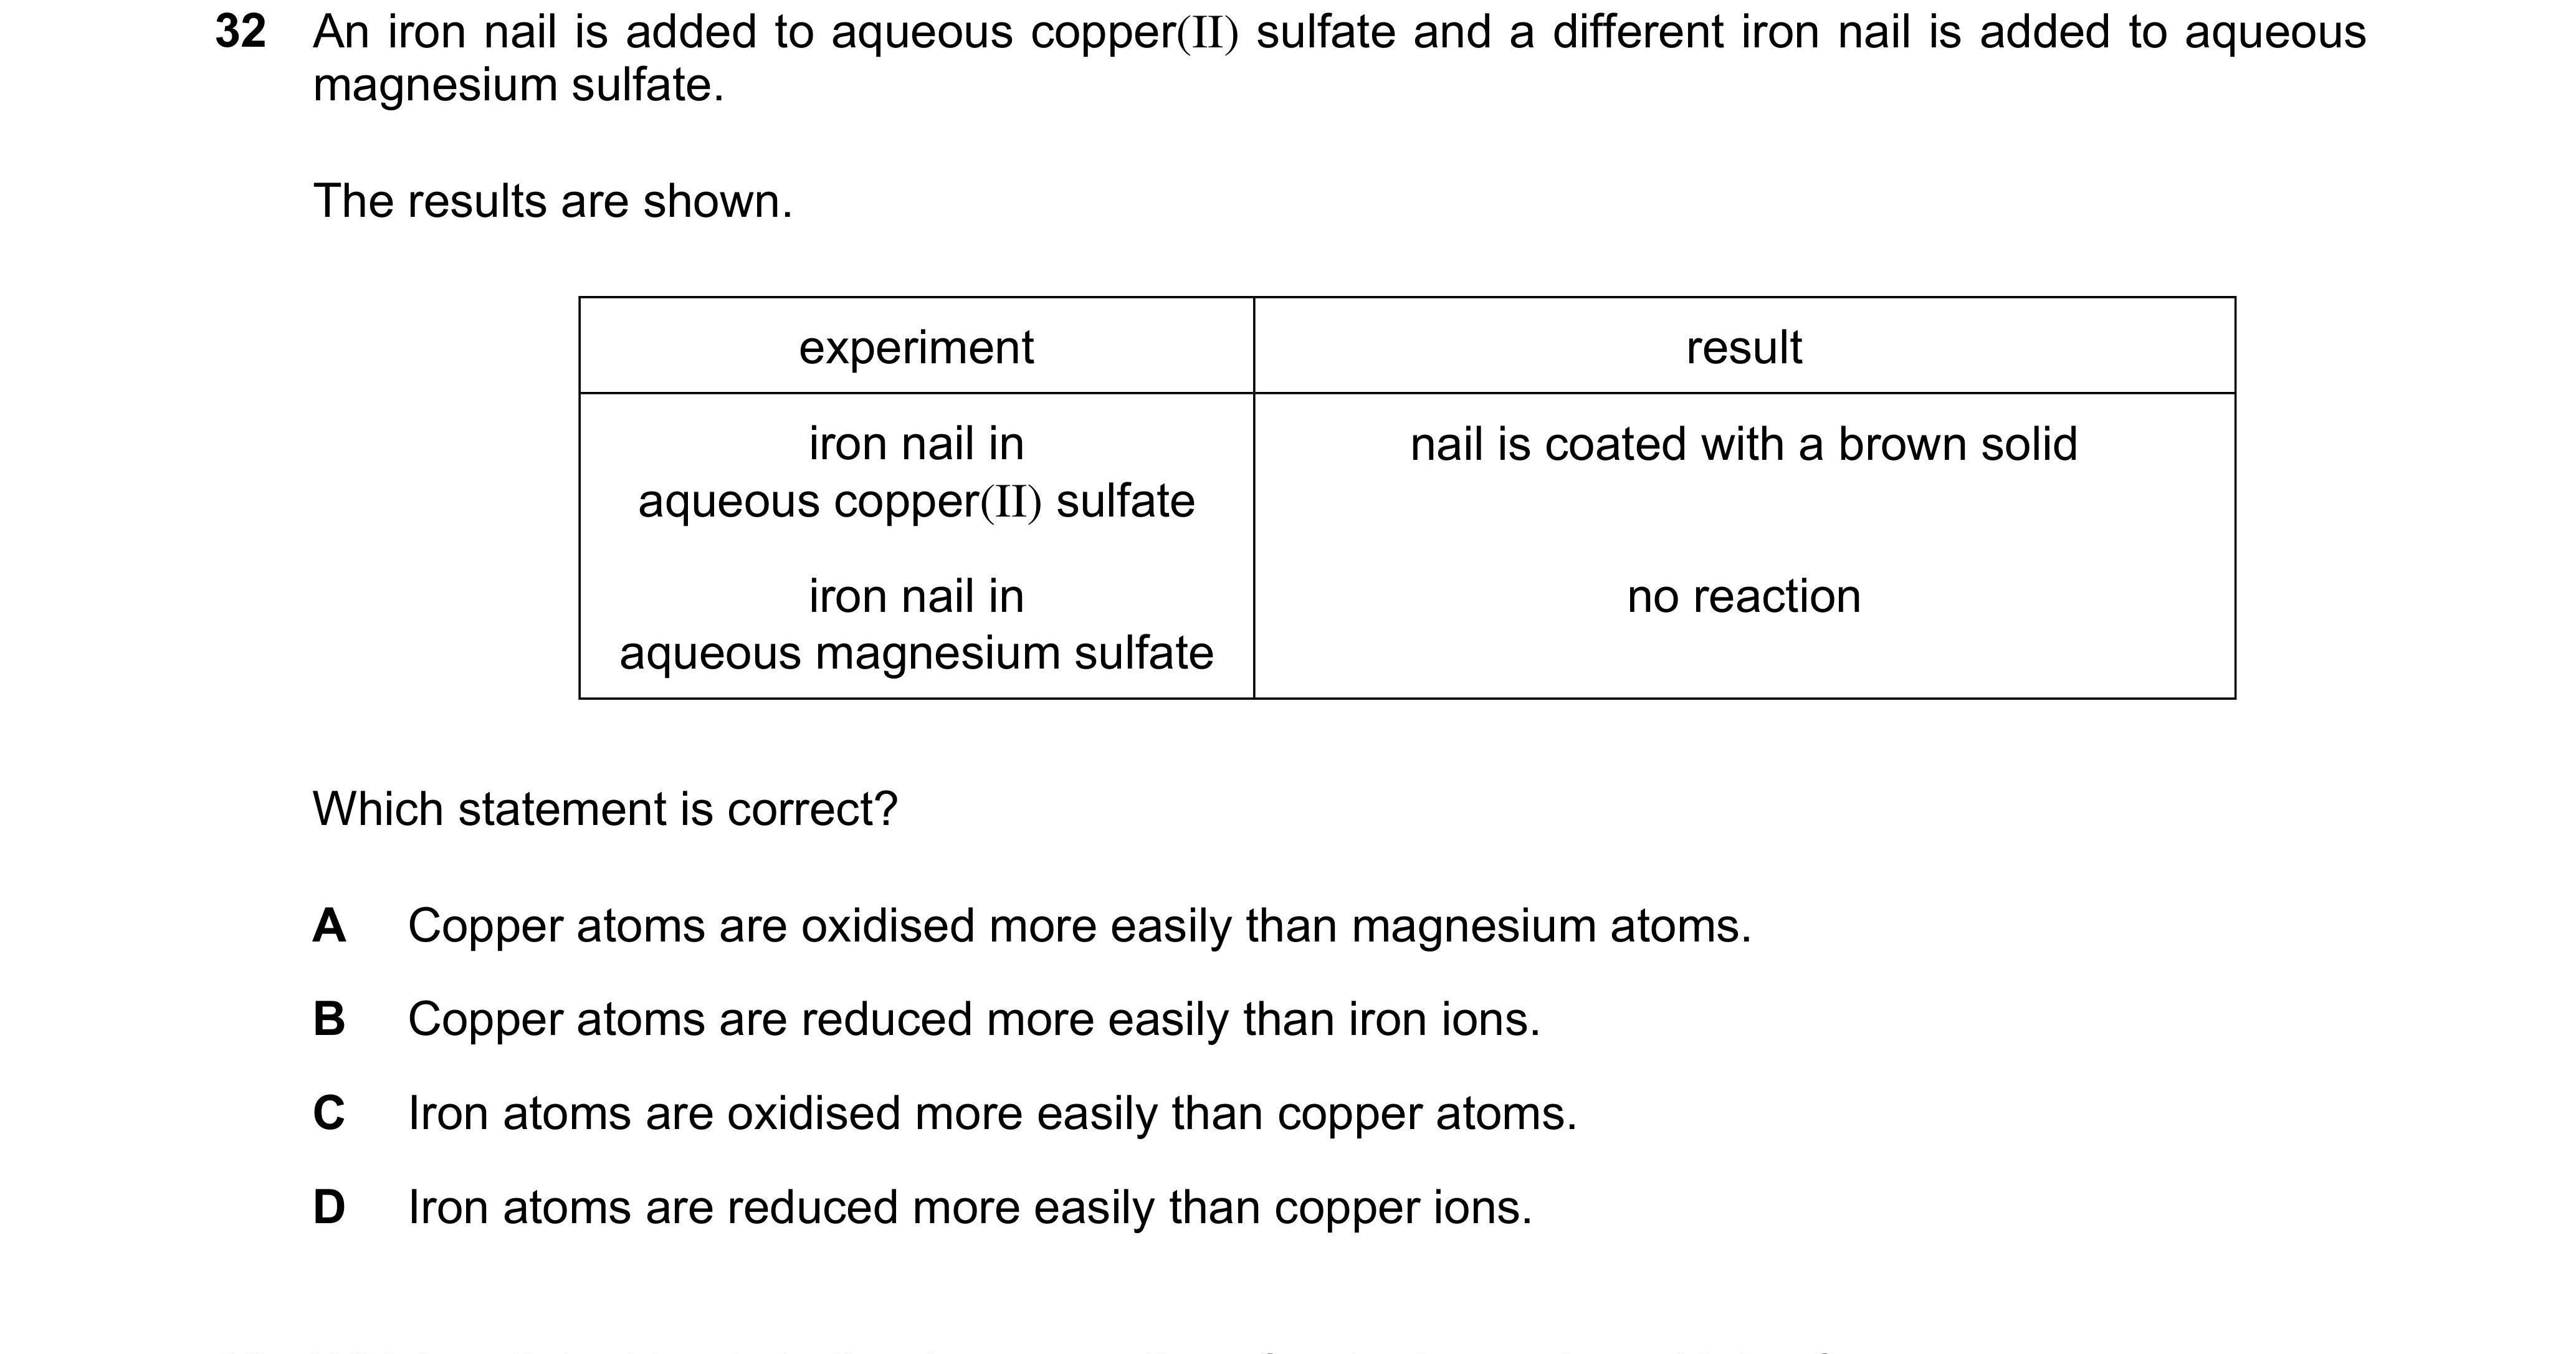 32 An iron nail is added to aqueous copper(II) sulfate and a different iron nail is added to aqueous
magnesium sulfate.
The results are shown.
experiment result
iron nail in nail is coated with a brown solid
aqueous copper(II) sulfate
iron nail in no reaction
aqueous magnesium sulfate
Which statement is correct?
A Copper atoms are oxidised more easily than magnesium atoms.
B Copper atoms are reduced more easily than iron ions.
C Iron atoms are oxidised more easily than copper atoms.
D Iron atoms are reduced more easily than copper ions.